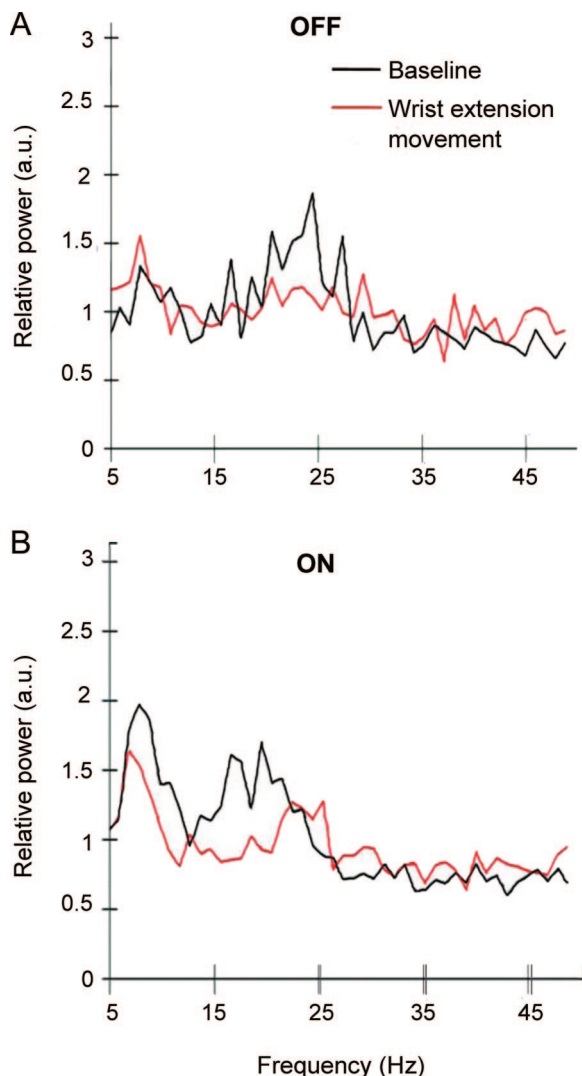 A
OFF
3
Baseline
2.5
Wrist extension
movement
2
1.5
1
0.5
0
Relative power (a.u.)
5 15 25 35 45
B
ON
3
2.5
2
1.5
1
0.5
0
Relative power (a.u.)
5 15 25 35 45
Frequency (Hz)